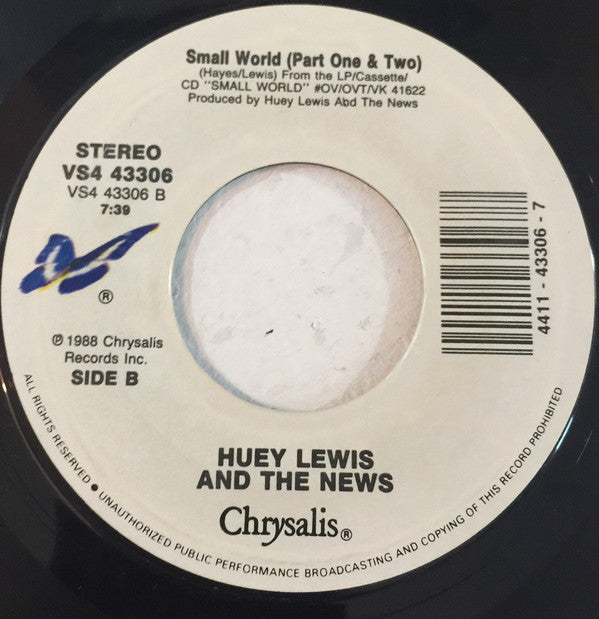 Small World (Part One & Two)
(Hayes/Lewis) From the LP/Cassette/
CD "SMALL WORLD" #OV/OVT/VK 41622
Produced by Huey Lewis Abd The News
STEREO
VS4 43306
VS4 43306 B
7:39
®
℗ 1988 Chrysalis
Records Inc.
SIDE B
4411 - 43306 - 7
HUEY LEWIS
AND THE NEWS
Chrysalis®
ALL RIGHTS RESERVED ● UNAUTHORIZED PUBLIC PERFORMANCE BROADCASTING AND COPYING OF THIS RECORD PROHIBITED